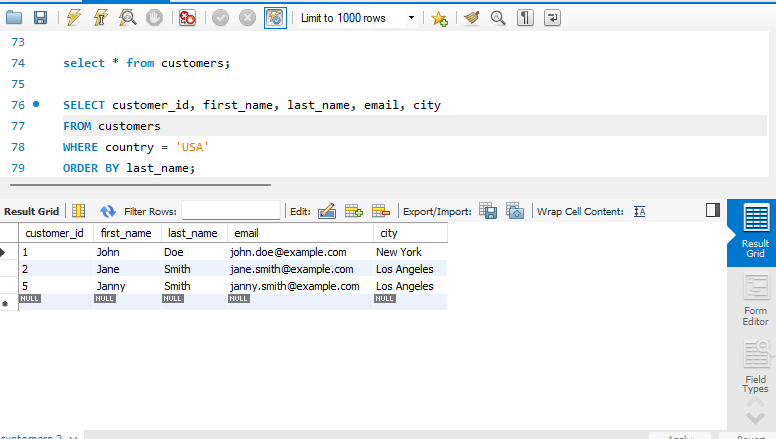 Limit to 1000 rows
73
74 select * from customers;
75
76 SELECT customer_id, first_name, last_name, email, city
77 FROM customers
78 WHERE country = 'USA'
79 ORDER BY last_name;
Result Grid Filter Rows: Edit: Export/Import: Wrap Cell Content: IA
customer_id first_name last_name email city
1 John Doe john.doe@example.com New York
2 Jane Smith jane.smith@example.com Los Angeles
5 Janny Smith janny.smith@example.com Los Angeles
NULL NULL NULL NULL NULL
Result
Grid
Form
Editor
Field
Types
customers 2
Apply Revert